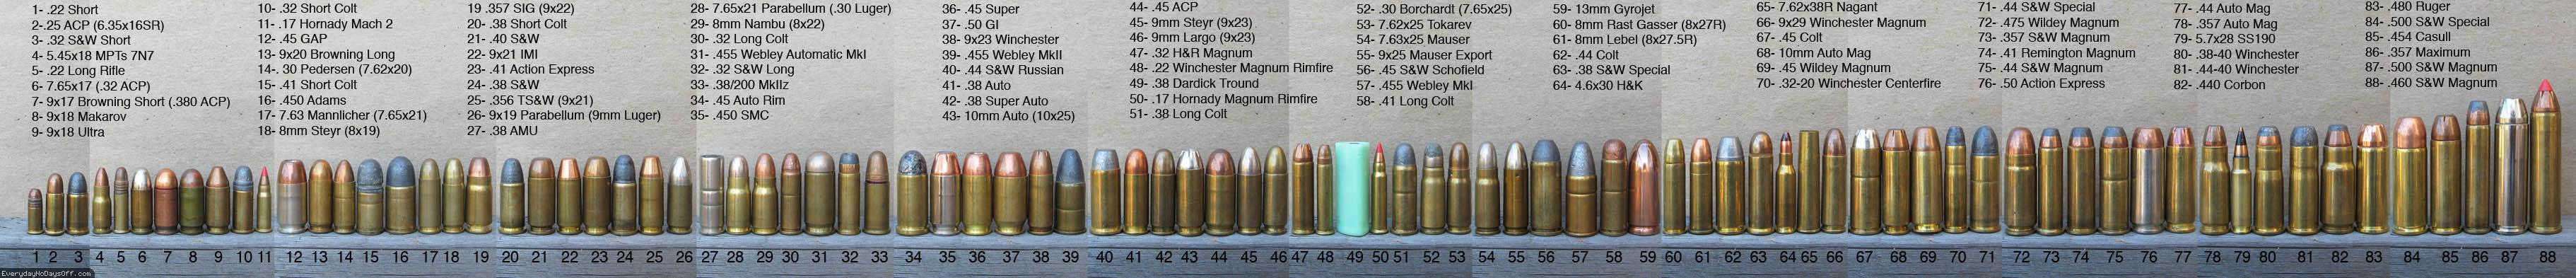 1- .22 Short
2-.25 ACP (6.35x16SR)
3-.32 S&W Short
4- 5.45x18 MPTs 7N7
5- .22 Long Rifle
6- 7.65x17 (.32 ACP)
7- 9x17 Browning Short (.380 ACP)
8- 9x18 Makarov
9- 9x18 Ultra
10- .32 Short Colt
11- .17 Hornady Mach 2
12- .45 GAP
13- 9x20 Browning Long
14-. 30 Pedersen (7.62x20)
15- .41 Short Colt
16- .450 Adams
17- 7.63 Mannlicher (7.65x21)
18- 8mm Steyr (8x19)
19 .357 SIG (9x22)
20- .38 Short Colt
21- .40 S&W
22- 9x21 IMI
23- .41 Action Express
24- .38 S&W
25- .356 TS&W (9x21)
26- 9x19 Parabellum (9mm Luger)
27- .38 AMU
28- 7.65x21 Parabellum (.30 Luger)
29- 8mm Nambu (8x22)
30- .32 Long Colt
31- .455 Webley Automatic MkI
32- .32 S&W Long
33- .38/200 MkIIz
34- .45 Auto Rim
35- .450 SMC
36- .45 Super
37- .50 GI
38- 9x23 Winchester
39- .455 Webley MkII
40- .44 S&W Russian
41- .38 Auto
42- .38 Super Auto
43- 10mm Auto (10x25)
44- .45 ACP
45- 9mm Steyr (9x23)
46- 9mm Largo (9x23)
47- .32 H&R Magnum
48- .22 Winchester Magnum Rimfire
49- .38 Dardick Tround
50- .17 Hornady Magnum Rimfire
51- .38 Long Colt
52- .30 Borchardt (7.65x25)
53- 7.62x25 Tokarev
54- 7.63x25 Mauser
55- 9x25 Mauser Export
56- .45 S&W Schofield
57- .455 Webley MkI
58- .41 Long Colt
59- 13mm Gyrojet
60- 8mm Rast Gasser (8x27R)
61- 8mm Lebel (8x27.5R)
62- .44 Colt
63- .38 S&W Special
64- 4.6x30 H&K
65- 7.62x38R Nagant
66- 9x29 Winchester Magnum
67- .45 Colt
68- 10mm Auto Mag
69- .45 Wildey Magnum
70- .32-20 Winchester Centerfire
71- .44 S&W Special
72- .475 Wildey Magnum
73- .357 S&W Magnum
74- .41 Remington Magnum
75- .44 S&W Magnum
76- .50 Action Express
77- .44 Auto Mag
78- .357 Auto Mag
79- 5.7x28 SS190
80- .38-40 Winchester
81- .44-40 Winchester
82- .440 Corbon
83- .480 Ruger
84- .500 S&W Special
85- .454 Casull
86- .357 Maximum
87- .500 S&W Magnum
88- .460 S&W Magnum
1 2 3 4 5 6 7 8 9 10 11 12 13 14 15 16 17 18 19 20 21 22 23 24 25 26 27 28 29 30 31 32 33 34 35 36 37 38 39 40 41 42 43 44 45 46 47 48 49 50 51 52 53 54 55 56 57 58 59 60 61 62 63 64 65 66 67 68 69 70 71 72 73 74 75 76 77 78 79 80 81 82 83 84 85 86 87 88
EverydayNoDaysOff.com